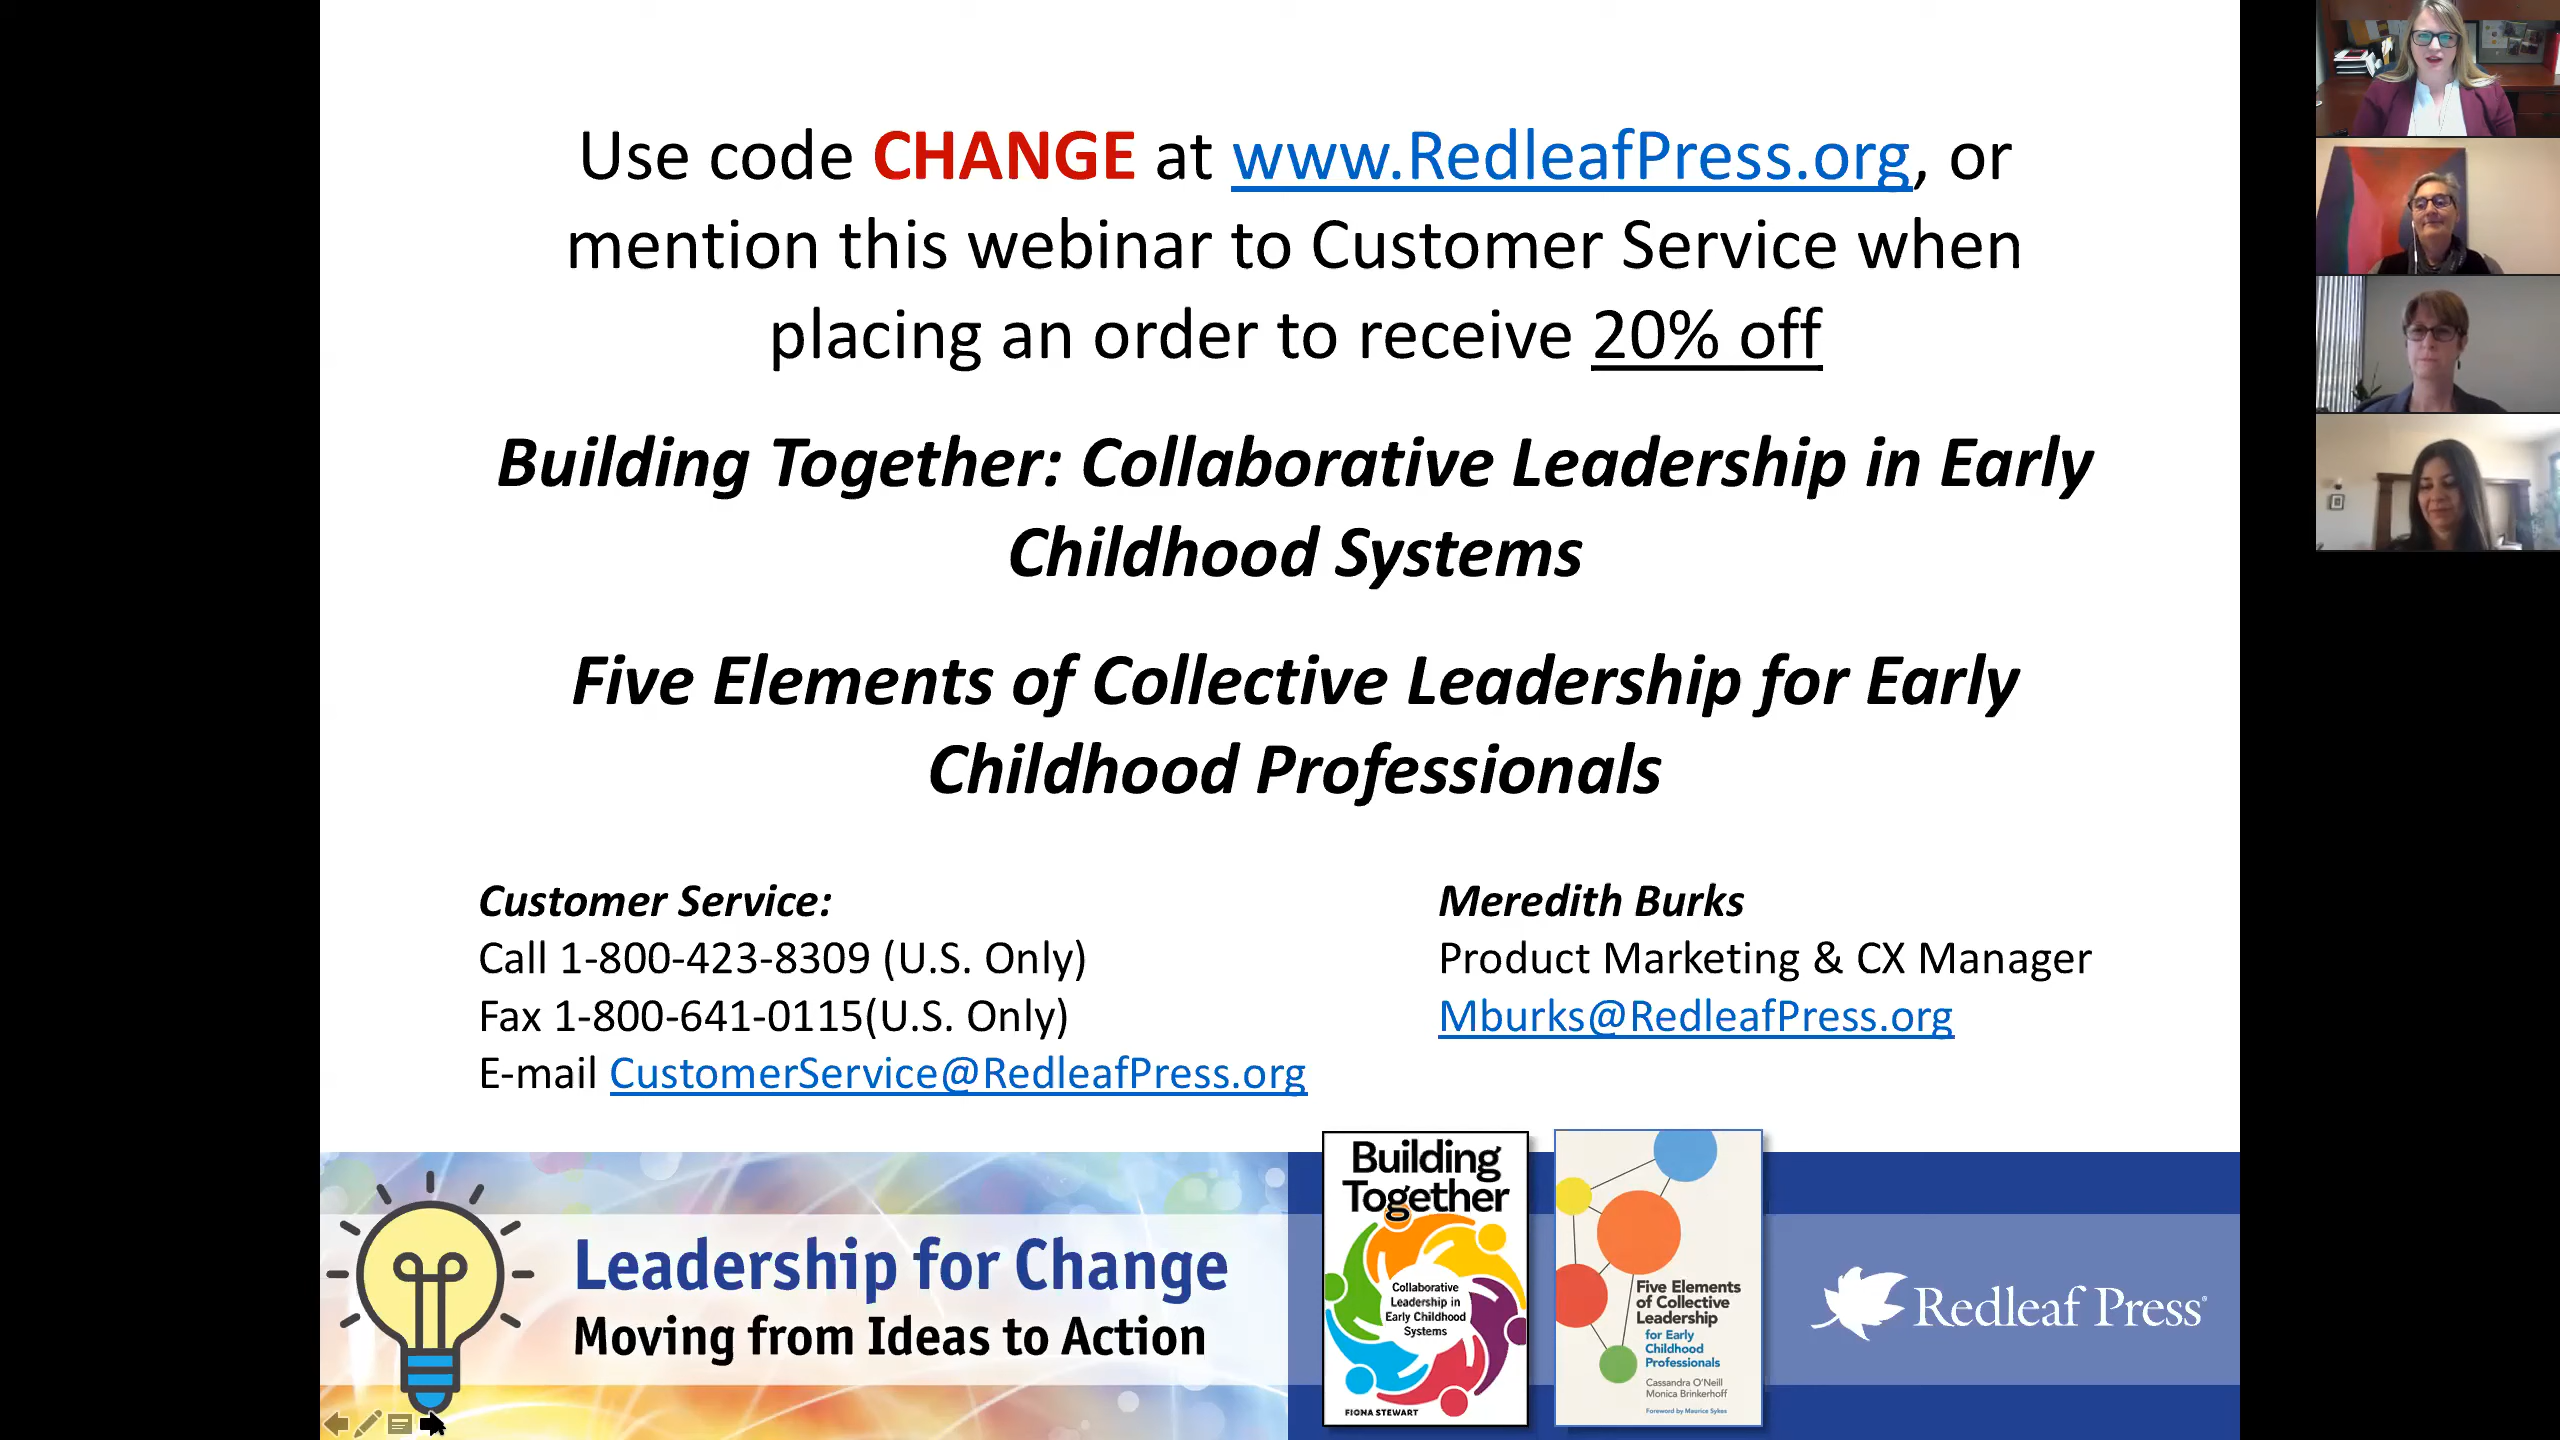 Use code CHANGE at www.RedleafPress.org, or
mention this webinar to Customer Service when
placing an order to receive 20% off
Building Together: Collaborative Leadership in Early
Childhood Systems
Five Elements of Collective Leadership for Early
Childhood Professionals
Customer Service:
Call 1-800-423-8309 (U.S. Only)
Fax 1-800-641-0115(U.S. Only)
E-mail CustomerService@RedleafPress.org
Meredith Burks
Product Marketing & CX Manager
Mburks@RedleafPress.org
Leadership for Change
Moving from Ideas to Action
Building
Together
Collaborative
Leadership in
Early Childhood
Systems
FIONA STEWART
Five Elements
of Collective
Leadership
for Early
Childhood
Professionals
Cassandra O'Neill
Monica Brinkerhoff
Foreword by Maurice Sykes
Redleaf Press®